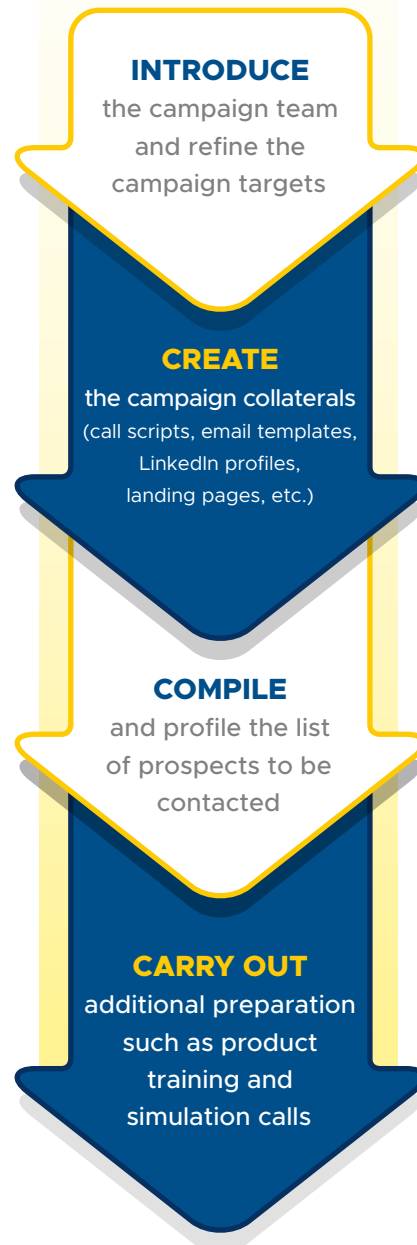 INTRODUCE
the campaign team
and refine the
campaign targets
CREATE
the campaign collaterals
(call scripts, email templates,
LinkedIn profiles,
landing pages, etc.)
COMPILE
and profile the list
of prospects to be
contacted
CARRY OUT
additional preparation
such as product
training and
simulation calls